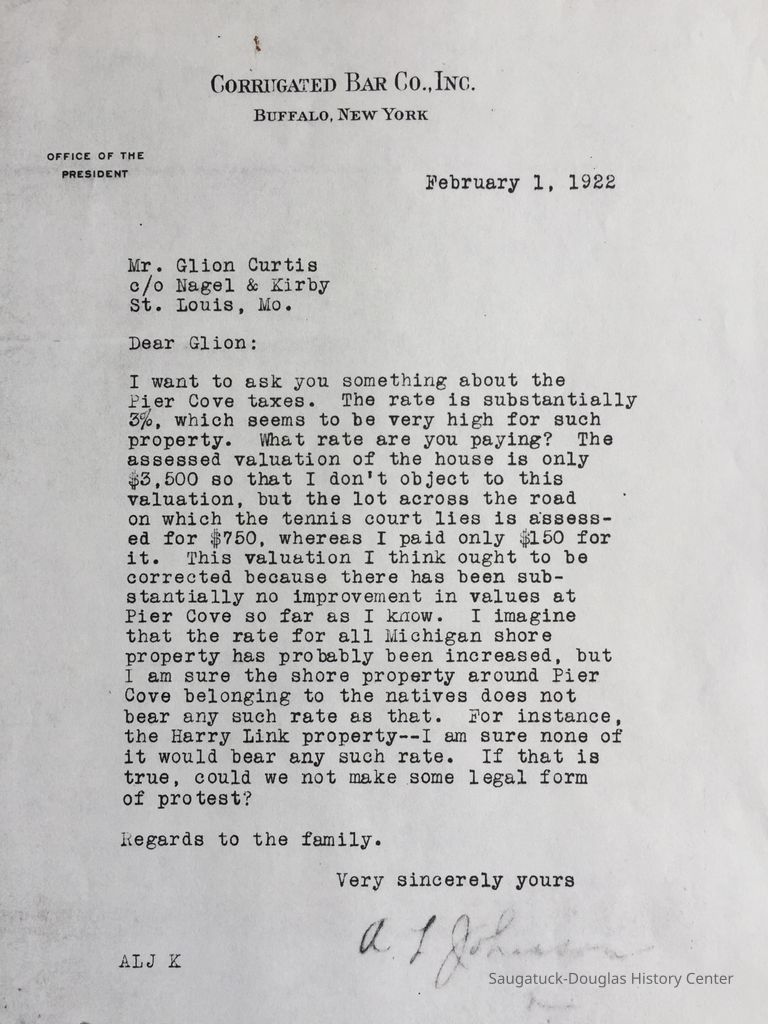 Corrugated Bar Co., Inc.
Buffalo, New York
OFFICE OF THE
PRESIDENT
February 1, 1922
Mr. Glion Curtis
c/o Nagel & Kirby
St. Louis, Mo.
Dear Glion:
I want to ask you something about the
Pier Cove taxes. The rate is substantially
3%, which seems to be very high for such
property. What rate are you paying? The
assessed valuation of the house is only
$3,500 so that I don't object to this
valuation, but the lot across the road
on which the tennis court lies is assess-
ed for $750, whereas I paid only $150 for
it. This valuation I think ought to be
corrected because there has been sub-
stantially no improvement in values at
Pier Cove so far as I know. I imagine
that the rate for all Michigan shore
property has probably been increased, but
I am sure the shore property around Pier
Cove belonging to the natives does not
bear any such rate as that. For instance,
the Harry Link property--I am sure none of
it would bear any such rate. If that is
true, could we not make some legal form
of protest?
Regards to the family.
Very sincerely yours
A. L. Johnson
ALJ K
Saugatuck-Douglas History Center